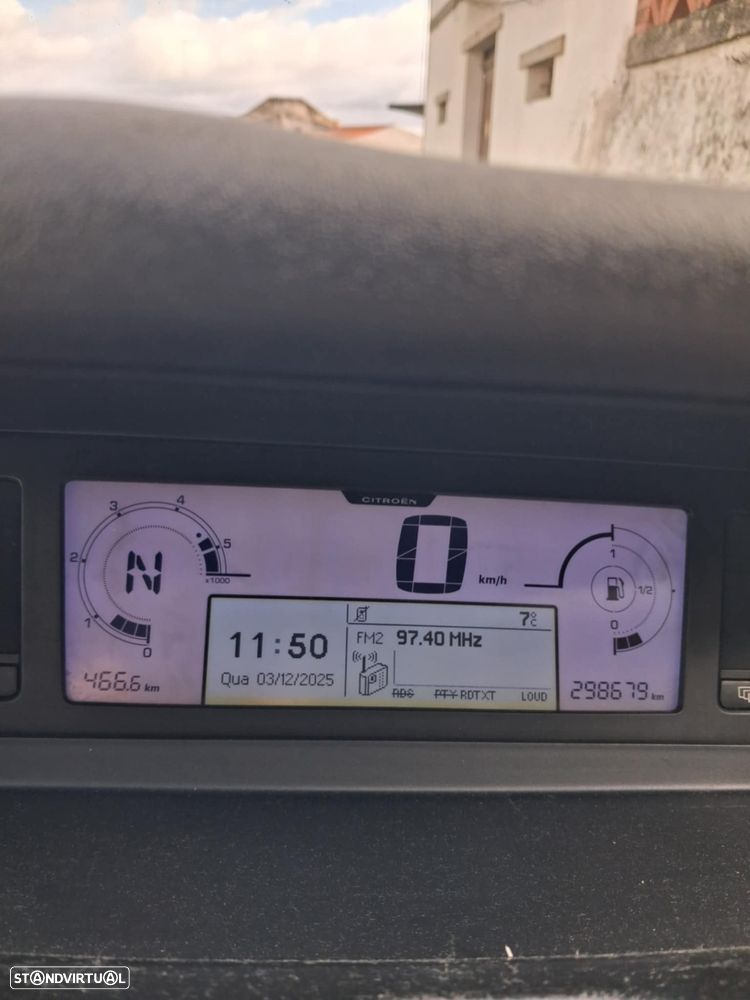 CITROËN
3
4
2
5
N
x1000
0
km/h
1
1/2
1
0
0
7°C
11:50
FM2 97.40 MHz
Qua 03/12/2025
RDS PTY RDTXT LOUD
466.6 km
298679 km
STANDVIRTUAL